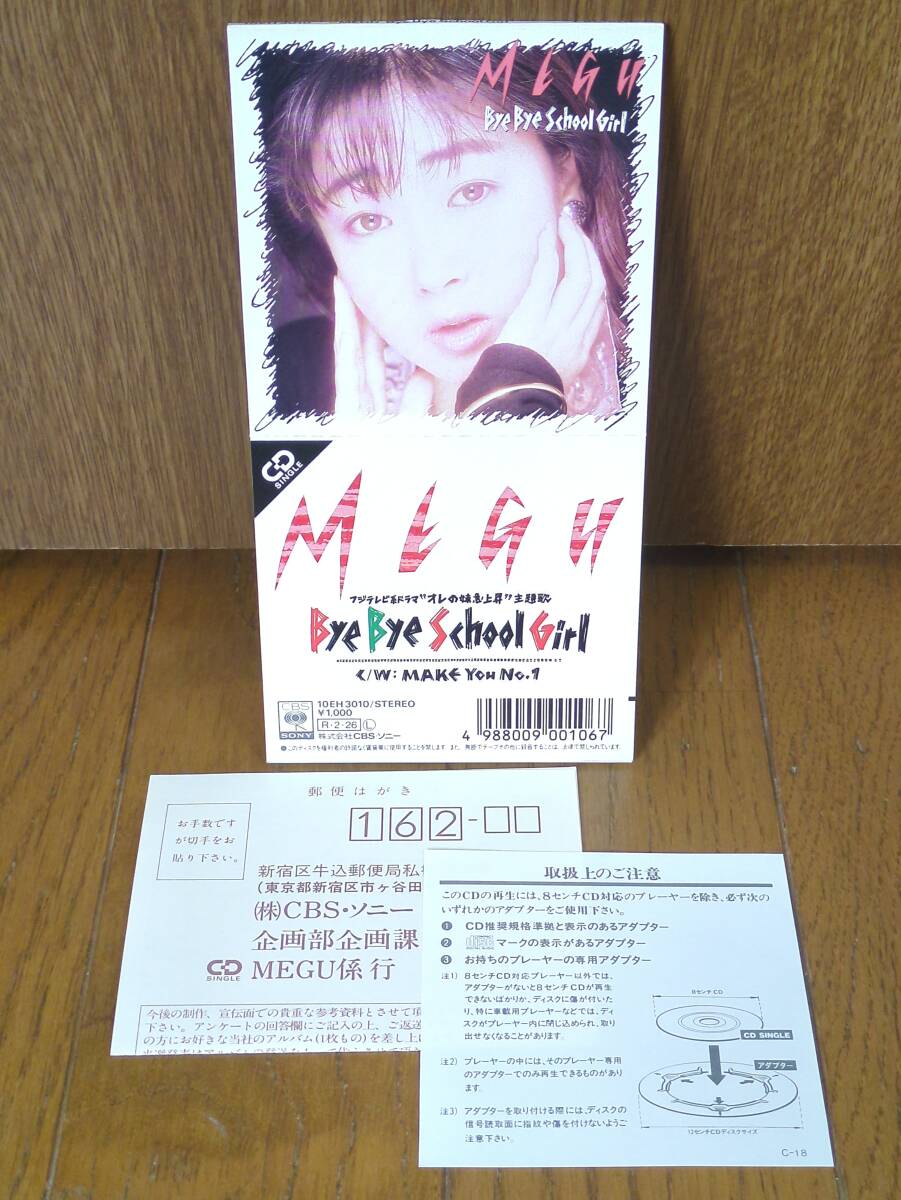 MEGU
Bye Bye School Girl
CD
SINGLE
MEGU
フジテレビ系ドラマ"オレの妹急上昇"主題歌
Bye Bye School Girl
C/W: MAKE YOU No.1
CBS
SONY
10EH 3010/STEREO
¥1,000
R・2・26 L
株式会社CBS・ソニー
4 988009 001067
郵便はがき
お手数です
が切手をお
貼り下さい。
162-
新宿区牛込郵便局私
(東京都新宿区市ヶ谷田
(株)CBS・ソニー
企画部企画課
CD
SINGLE
MEGU係 行
今後の制作、宣伝面での貴重な参考資料とさせて頂
下さい。アンケートの回答欄にご記入の上、ご返送
の方にお好きな当社のアルバム(1枚もの)を差し上
取扱上のご注意
このCDの再生には、8センチCD対応のプレーヤーを除き、必ず次の
いずれかのアダプターをご使用下さい。
❶ CD推奨規格準拠と表示のあるアダプター
❷ マークの表示があるアダプター
❸ お持ちのプレーヤーの専用アダプター
注1) 8センチCD対応プレーヤー以外では、
アダプターがないと8センチCDが再生
できないばかりか、ディスクに傷が付いた
り、特に車載用プレーヤーなどでは、ディ
スクがプレーヤー内に閉じ込められ、取り
出せなくなることがあります。
注2) プレーヤーの中には、そのプレーヤー専用
のアダプターでのみ再生できるものがあり
ます。
注3) アダプターを取り付ける際には、ディスクの
信号読取面に指紋や傷を付けないようご
注意下さい。
8センチCD
CD SINGLE
アダプター
12センチCDディスクサイズ
C-18